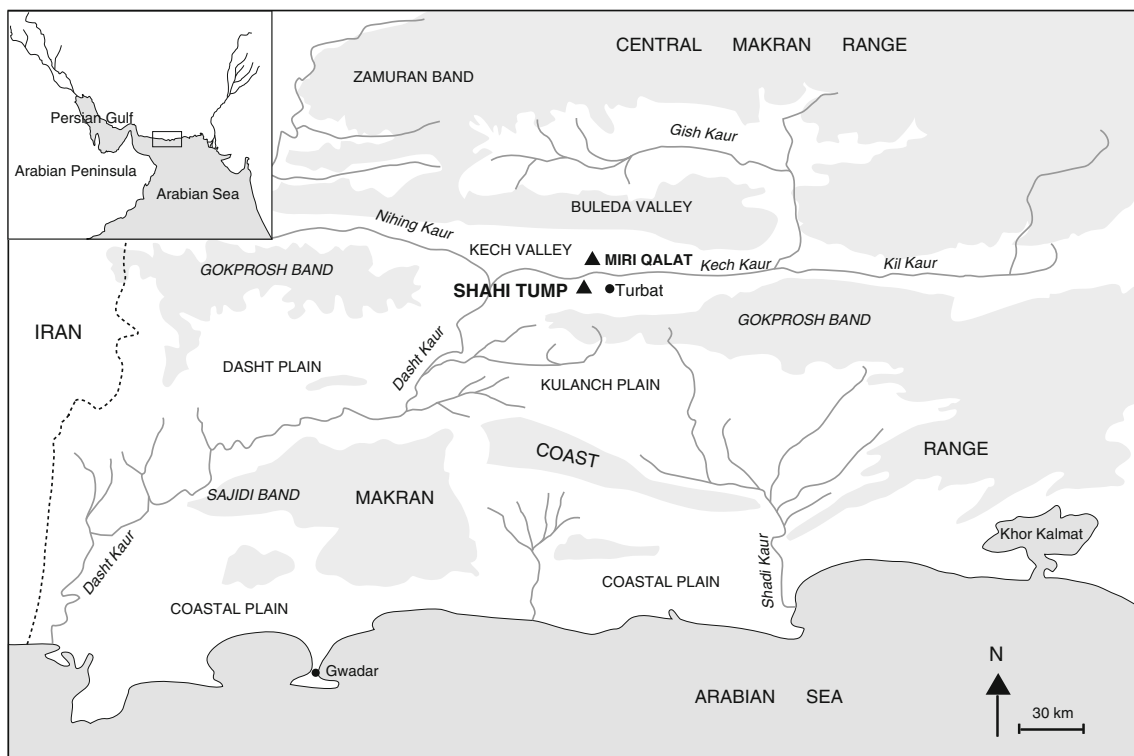 Persian Gulf
Arabian Peninsula
Arabian Sea
CENTRAL MAKRAN RANGE
ZAMURAN BAND
Gish Kaur
BULEDA VALLEY
Nihing Kaur
KECH VALLEY
MIRI QALAT
Kech Kaur
Kil Kaur
GOKPROSH BAND
SHAHI TUMP
Turbat
IRAN
GOKPROSH BAND
Dasht Kaur
DASHT PLAIN
KULANCH PLAIN
COAST
RANGE
SAJIDI BAND
MAKRAN
Khor Kalmat
Dasht Kaur
Shadi Kaur
COASTAL PLAIN
COASTAL PLAIN
Gwadar
N
ARABIAN SEA
30 km